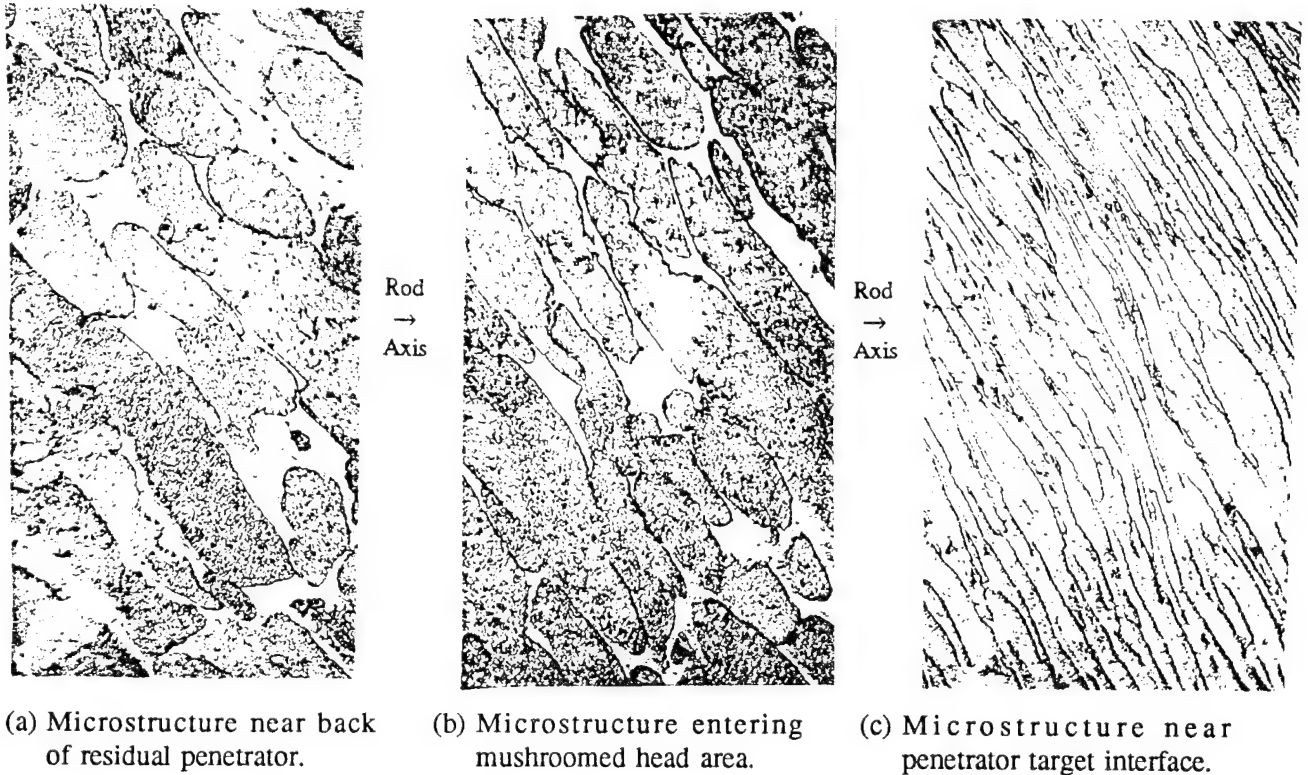 Rod
→
Axis
Rod
→
Axis
(a) Microstructure near back
of residual penetrator.
(b) Microstructure entering
mushroomed head area.
(c) Microstructure near
penetrator target interface.